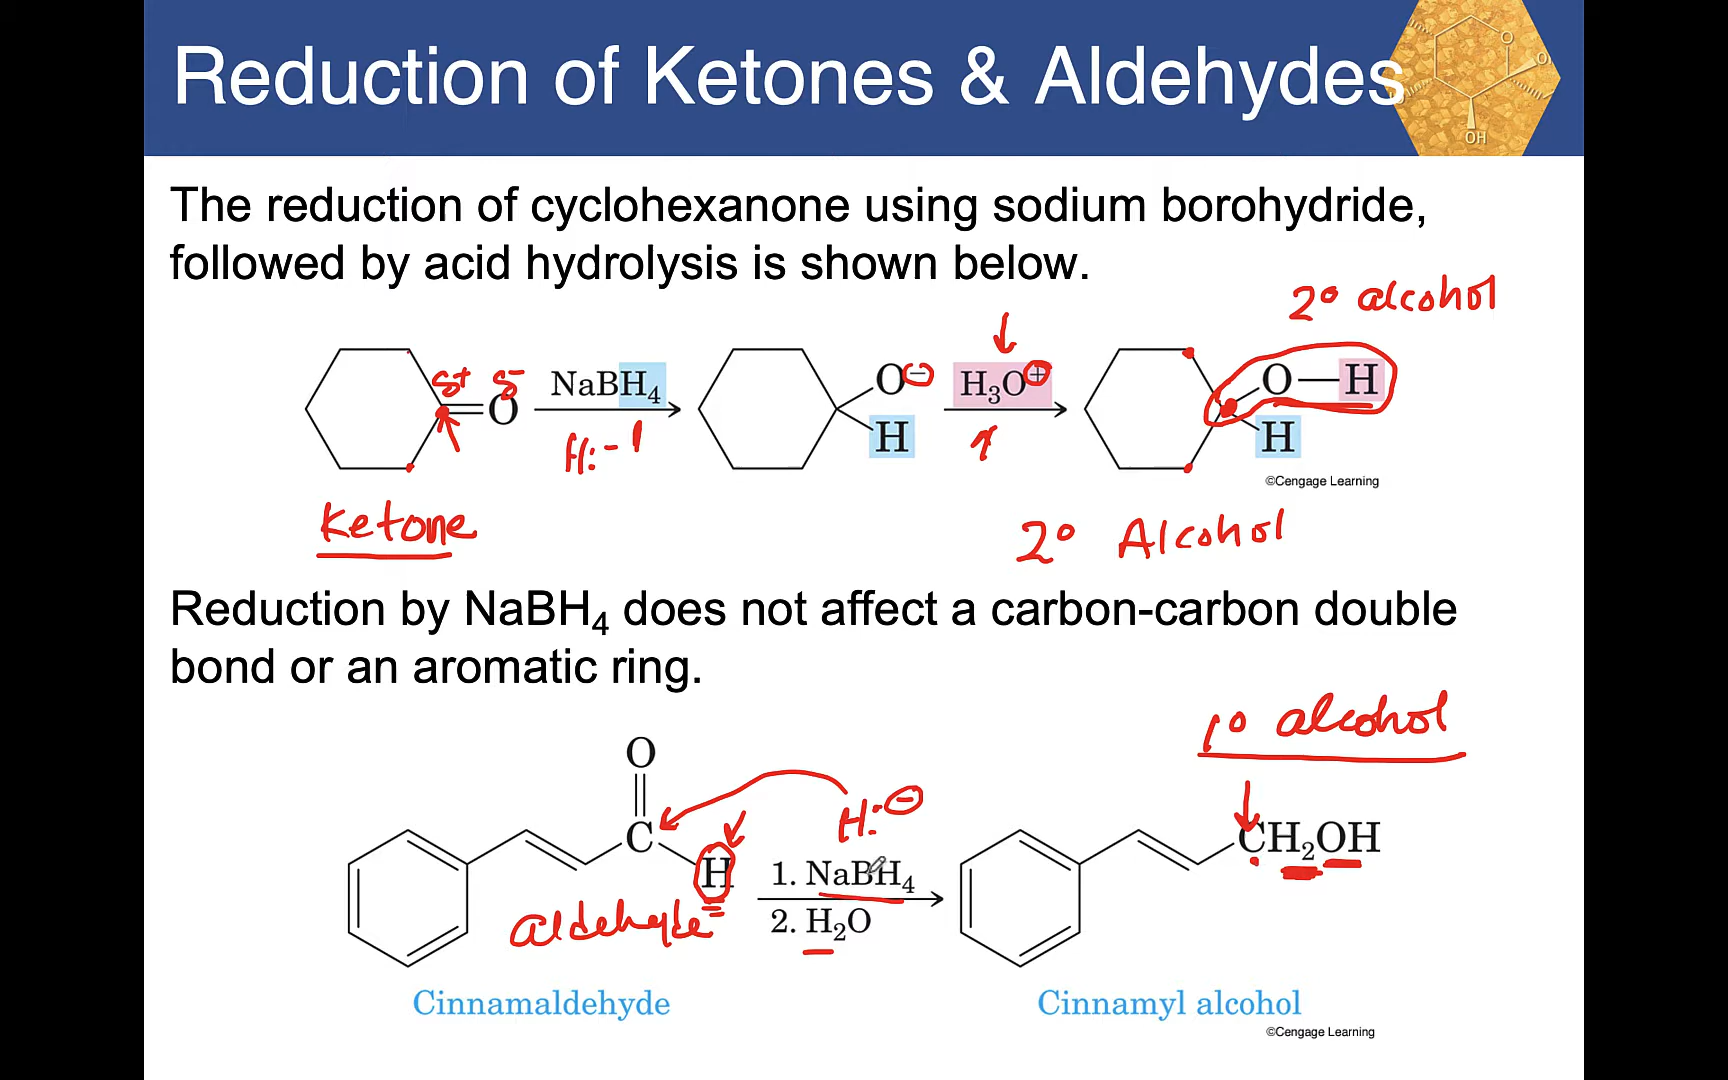 Reduction of Ketones & Aldehydes
O
O
OH
The reduction of cyclohexanone using sodium borohydride,
followed by acid hydrolysis is shown below.
2° alcohol
δ+ δ-
O
NaBH₄
H:-
O⁻
H
H₃O⁺
O—H
H
©Cengage Learning
Ketone
2° Alcohol
Reduction by NaBH₄ does not affect a carbon-carbon double
bond or an aromatic ring.
1° alcohol
O
C
H
H:⁻
1. NaBH₄
2. H₂O
CH₂OH
aldehyde
Cinnamaldehyde
Cinnamyl alcohol
©Cengage Learning